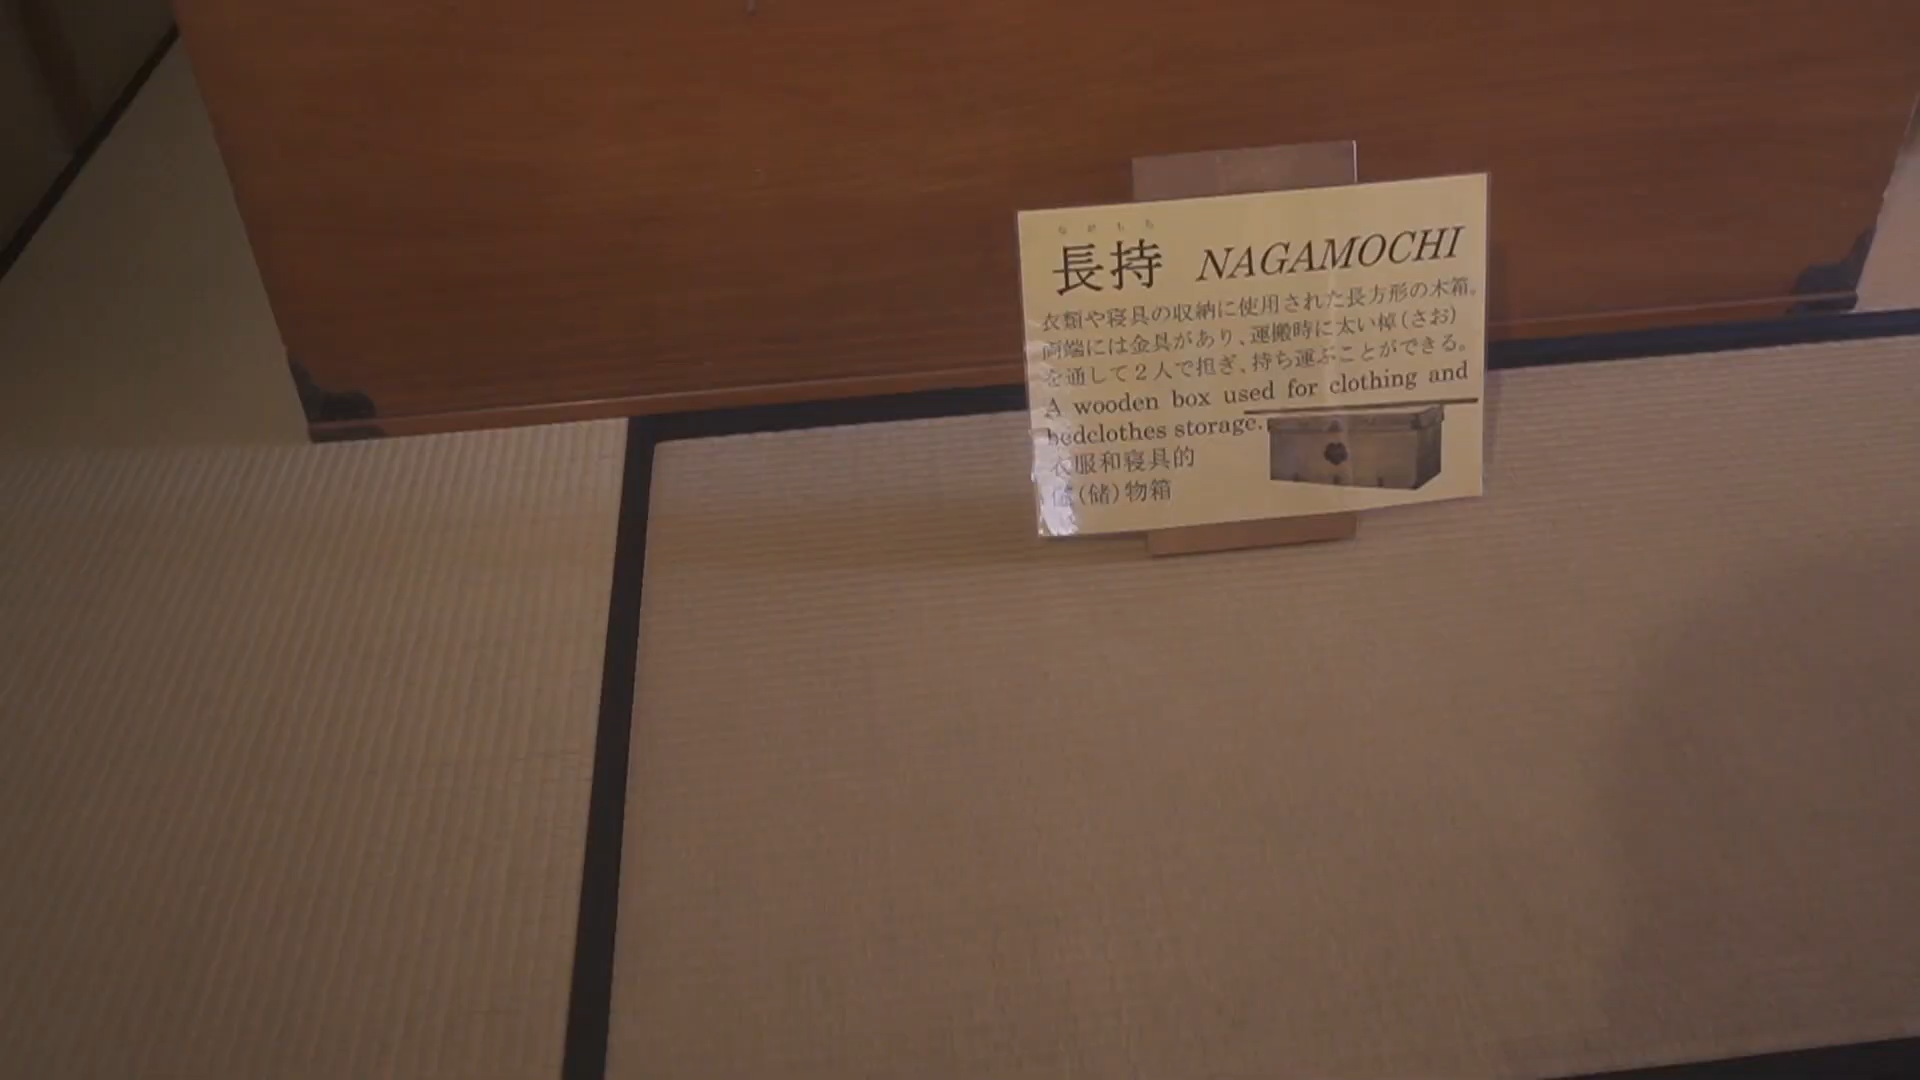 ながもち
長持 NAGAMOCHI
衣類や寝具の収納に使用された長方形の木箱。
両端には金具があり、運搬時に太い棹(さお)
を通して2人で担ぎ、持ち運ぶことができる。
A wooden box used for clothing and
bedclothes storage.
衣服和寝具的
(储)物箱